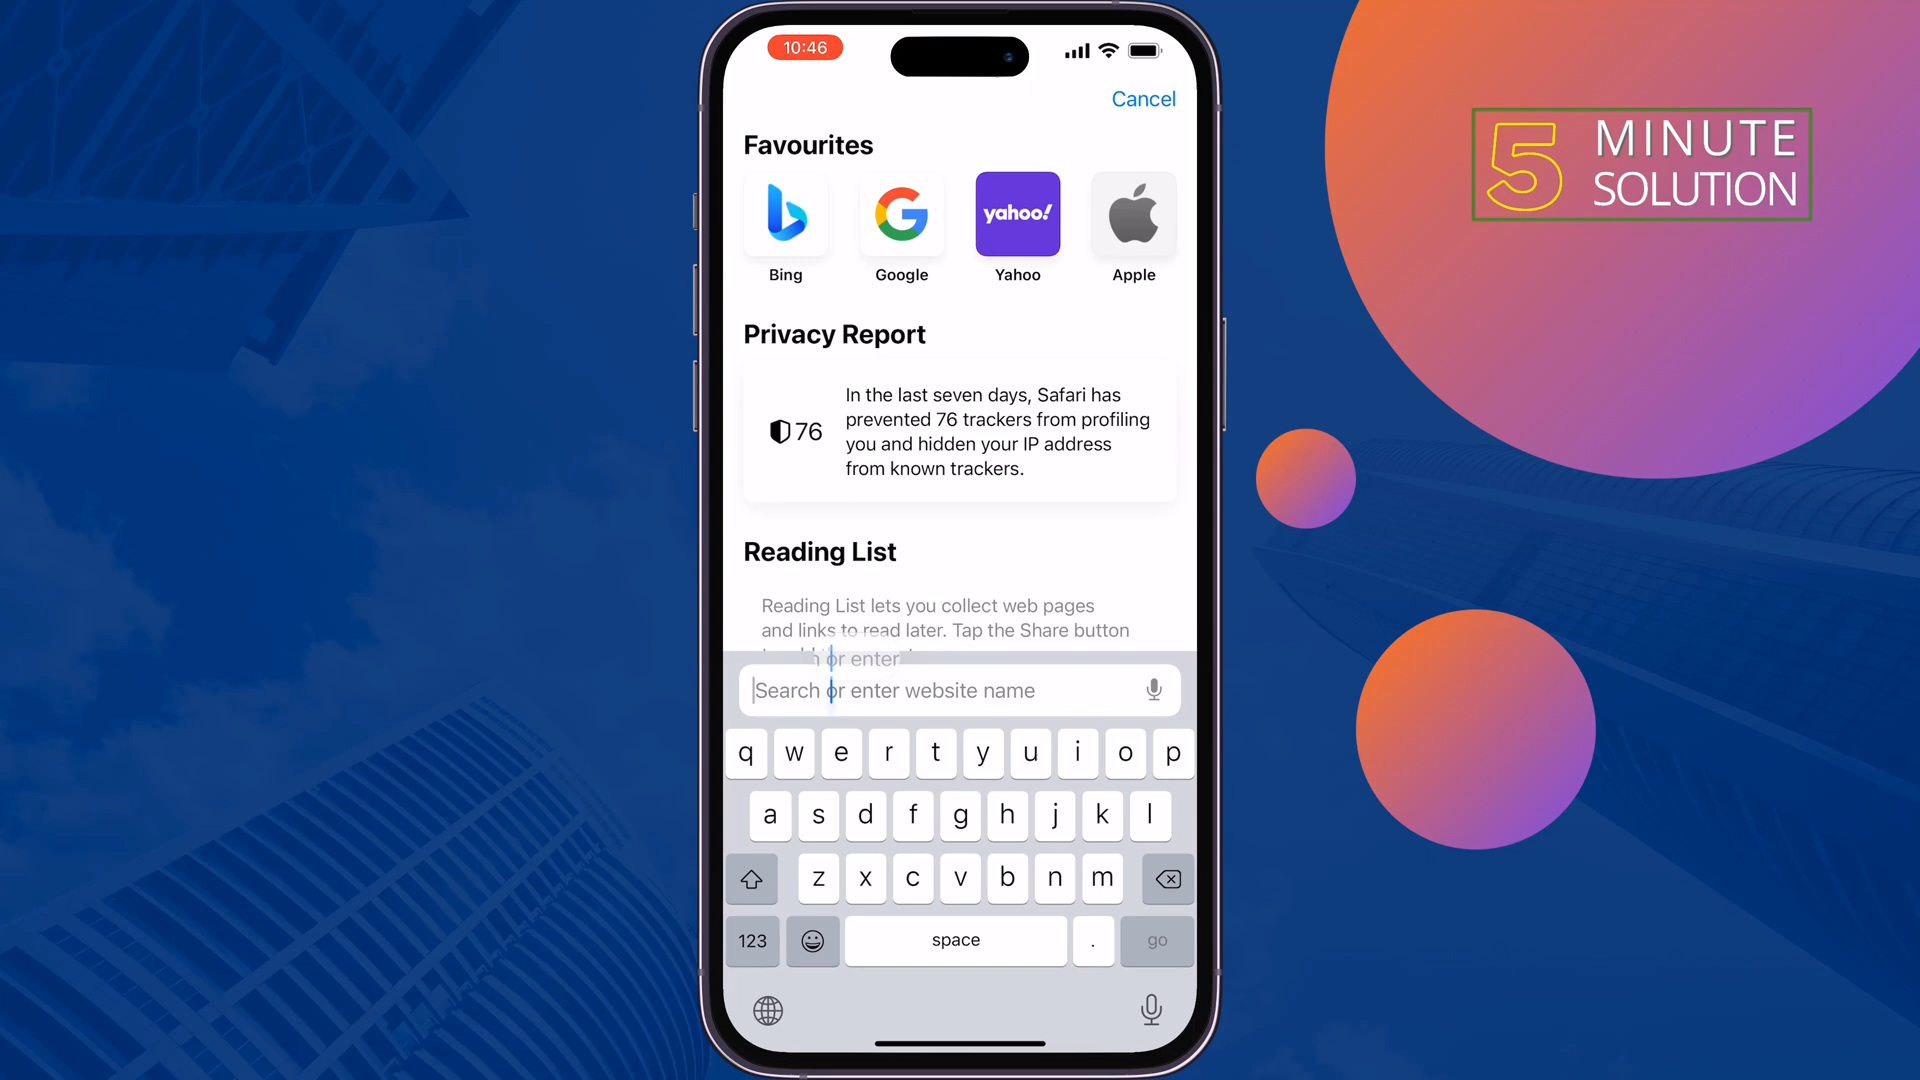 10:46
Cancel
Favourites
yahoo!
Bing
Google
Yahoo
Apple
Privacy Report
76
In the last seven days, Safari has
prevented 76 trackers from profiling
you and hidden your IP address
from known trackers.
Reading List
Reading List lets you collect web pages
and links to read later. Tap the Share button
h or enter
Search or enter website name
q w e r t y u i o p
a s d f g h j k l
z x c v b n m
123
space
.
go
5 MINUTE
SOLUTION